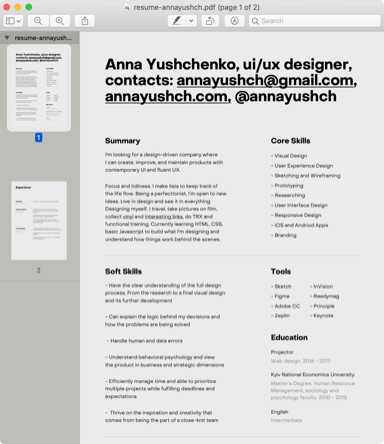 resume-annayushch.pdf (page 1 of 2)
Search
resume-annayush...
1
Experience
2
Anna Yushchenko, ui/ux designer,
contacts: annayushch@gmail.com,
annayushch.com, @annayushch
Summary
I'm looking for a design-driven company where
I can create, improve, and maintain products with
contemporary UI and fluent UX.
Focus and tidiness. I make lists to keep track of
the life flow. Being a perfectionist, I'm open to new
ideas. Live in design and see it in everything.
Designing myself, I travel, take pictures on film,
collect vinyl and interesting links, do TRX and
functional training. Currently learning HTML, CSS,
basic Javascript to build what I'm designing and
understand how things work behind the scenes.
Core Skills
- Visual Design
- User Experience Design
- Sketching and Wireframing
- Prototyping
- Researching
- User Interface Design
- Responsive Design
- iOS and Andriod Apps
- Branding
Soft Skills
- Have the clear understanding of the full design
process. From the research to a final visual design
and its further development
- Can explain the logic behind my decisions and
how the problems are being solved
- Handle human and data errors
- Understand behavioral psychology and view
the product in business and strategic dimensions
- Efficiently manage time and able to prioritize
multiple projects while fulfilling deadlines and
expectations
- Thrive on the inspiration and creativity that
comes from being the part of a close-knit team
Tools
- Sketch - InVision
- Figma - Readymag
- Adobe CC - Principle
- Zeplin - Keynote
Education
Projector
Web design, 2016 - 2017
Kyiv National Economics University
Master's Degree, Human Resource
Management, sociology and
psychology faculty, 2010 - 2015
English
Intermediate